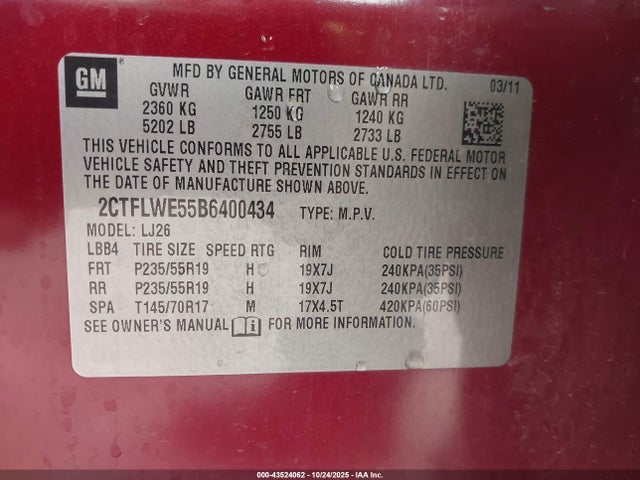 GM
MFD BY GENERAL MOTORS OF CANADA LTD. 03/11
GVWR GAWR FRT GAWR RR
2360 KG 1250 KG 1240 KG
5202 LB 2755 LB 2733 LB
THIS VEHICLE CONFORMS TO ALL APPLICABLE U.S. FEDERAL MOTOR
VEHICLE SAFETY AND THEFT PREVENTION STANDARDS IN EFFECT ON
THE DATE OF MANUFACTURE SHOWN ABOVE.
2CTFLWE55B6400434 TYPE: M.P.V.
MODEL: LJ26
LBB4 TIRE SIZE SPEED RTG RIM COLD TIRE PRESSURE
FRT P235/55R19 H 19X7J 240KPA(35PSI)
RR P235/55R19 H 19X7J 240KPA(35PSI)
SPA T145/70R17 M 17X4.5T 420KPA(60PSI)
SEE OWNER'S MANUAL FOR MORE INFORMATION.
000-43524062 • 10/24/2025 - Copyright © IAA, Inc.